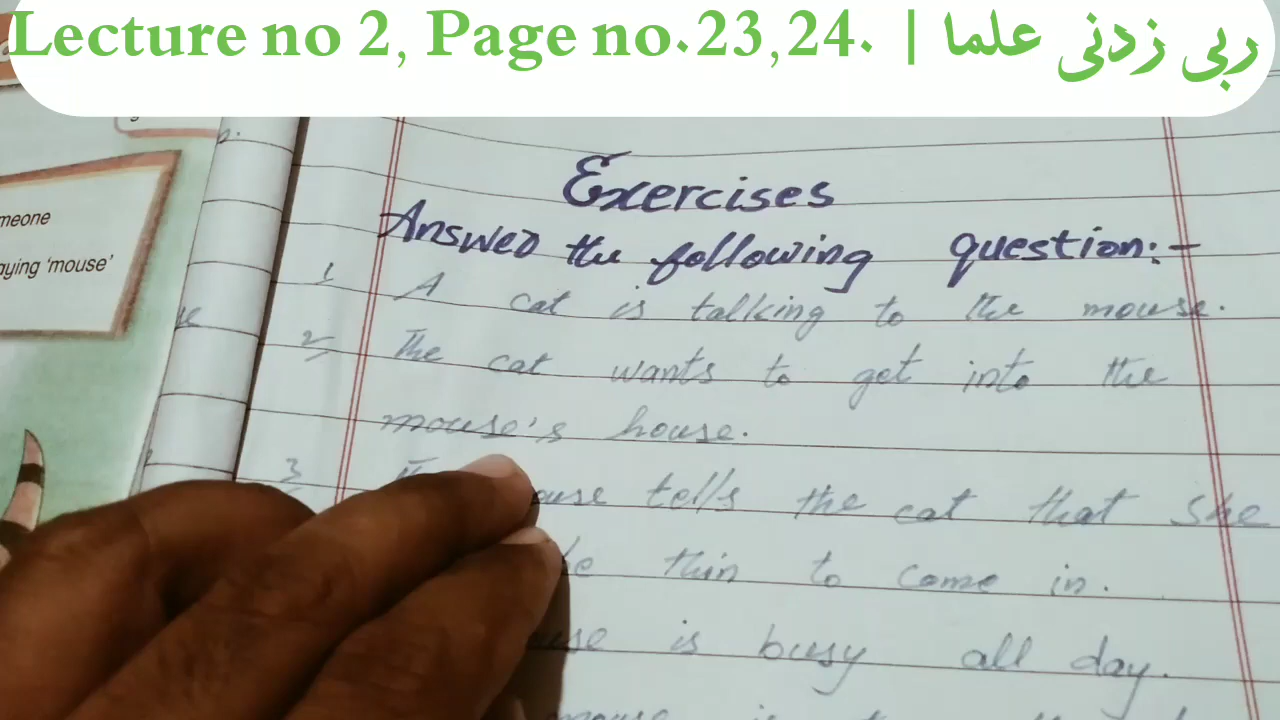 Lecture no 2, Page no.23,24. | ربی زدنی علما
meone
aying 'mouse'
Exercises
Answer the following question:-
1 A cat is talking to the mouse.
2 The cat wants to get into the
mouse's house.
3 tells the cat that she
thin to come in.
is busy all day.